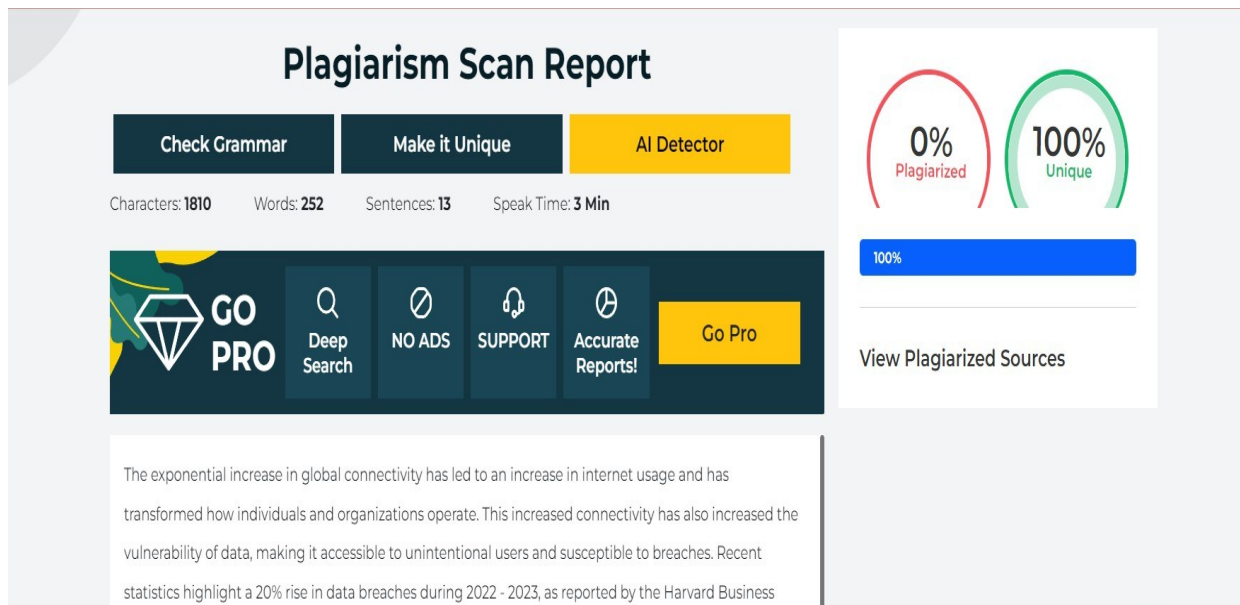 Plagiarism Scan Report
Check Grammar
Make it Unique
AI Detector
Characters: 1810 Words: 252 Sentences: 13 Speak Time: 3 Min
GO
PRO
Deep
Search
NO ADS
SUPPORT
Accurate
Reports!
Go Pro
The exponential increase in global connectivity has led to an increase in internet usage and has
transformed how individuals and organizations operate. This increased connectivity has also increased the
vulnerability of data, making it accessible to unintentional users and susceptible to breaches. Recent
statistics highlight a 20% rise in data breaches during 2022 - 2023, as reported by the Harvard Business
0%
Plagiarized
100%
Unique
100%
View Plagiarized Sources